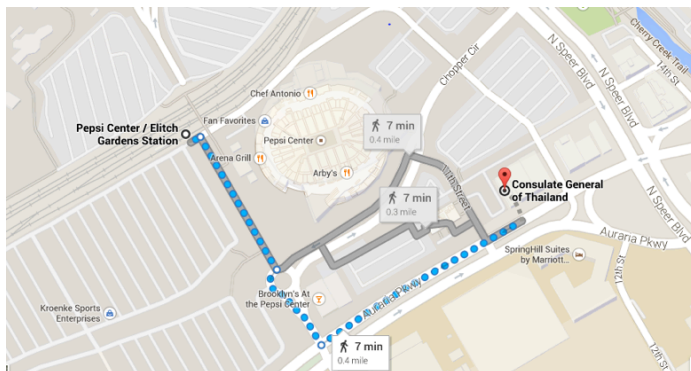 N Speer Blvd
Cherry Creek Trail
14th St
Chopper Cir
Chef Antonio
Fan Favorites
Pepsi Center / Elitch
Gardens Station
Pepsi Center
7 min
0.4 mile
Arena Grill
Arby's
11th Street
Consulate General
of Thailand
7 min
0.3 mile
N Speer Blvd
Auraria Pkwy
SpringHill Suites
by Marriott...
12th St
Brooklyn's At
the Pepsi Center
Auraria Pkwy
Kroenke Sports
Enterprises
7 min
0.4 mile